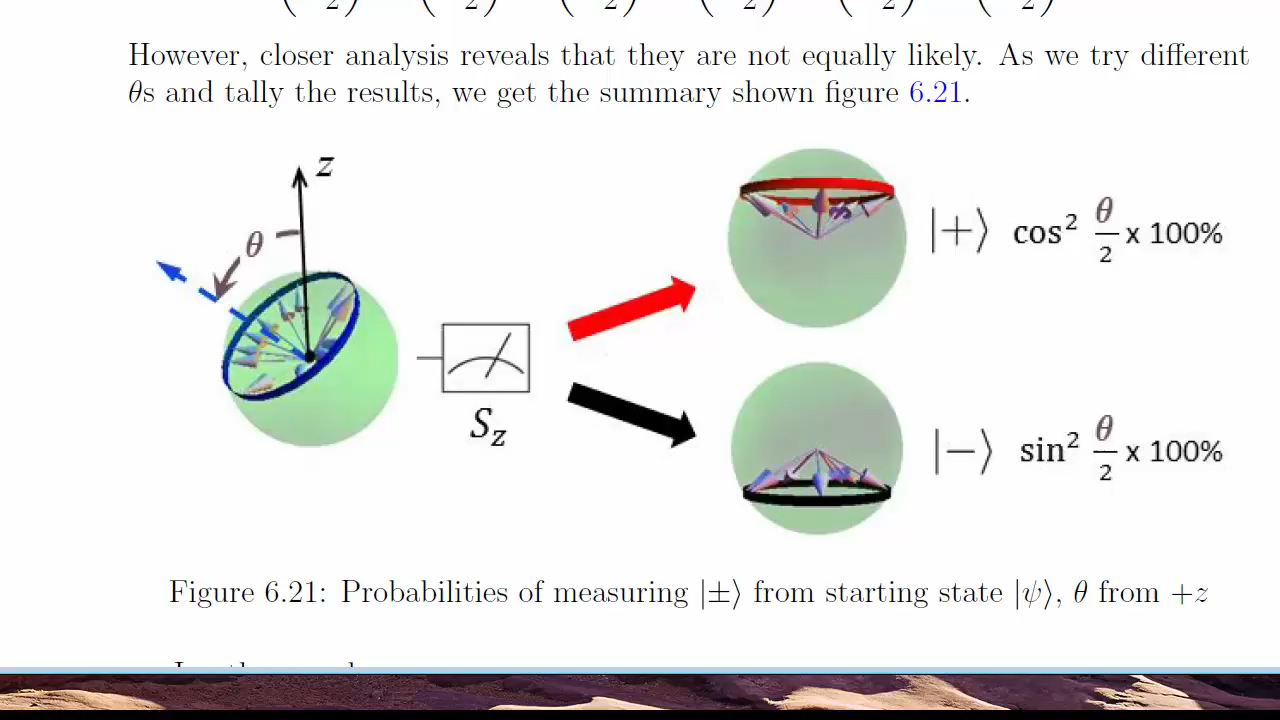 ( z ) ( z ) ( z ) ( z ) ( z ) ( z )
However, closer analysis reveals that they are not equally likely. As we try different
θs and tally the results, we get the summary shown figure 6.21.
z
θ
|+⟩ cos² θ/2 x 100%
S_z
|−⟩ sin² θ/2 x 100%
Figure 6.21: Probabilities of measuring |±⟩ from starting state |ψ⟩, θ from +z